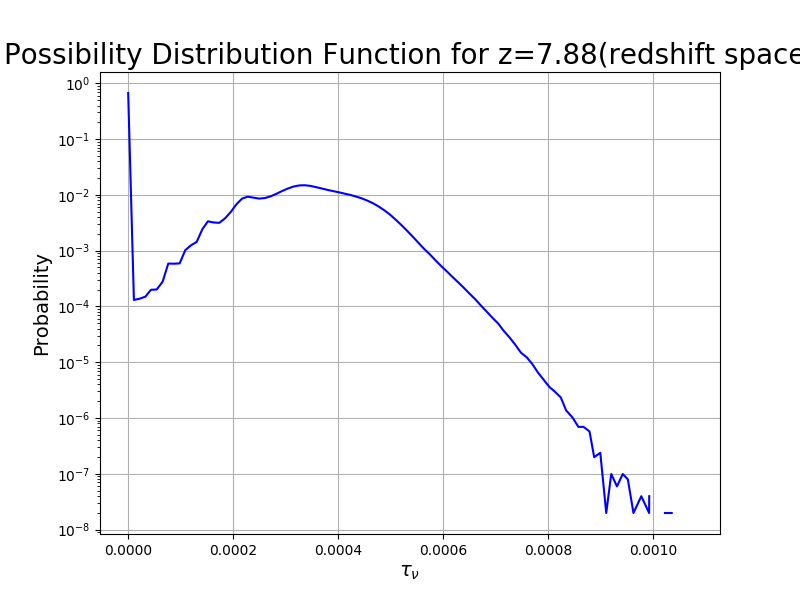 Possibility Distribution Function for z=7.88(redshift space
10⁰
10⁻¹
10⁻²
10⁻³
10⁻⁴
10⁻⁵
10⁻⁶
10⁻⁷
10⁻⁸
Probability
0.0000 0.0002 0.0004 0.0006 0.0008 0.0010
τᵥ